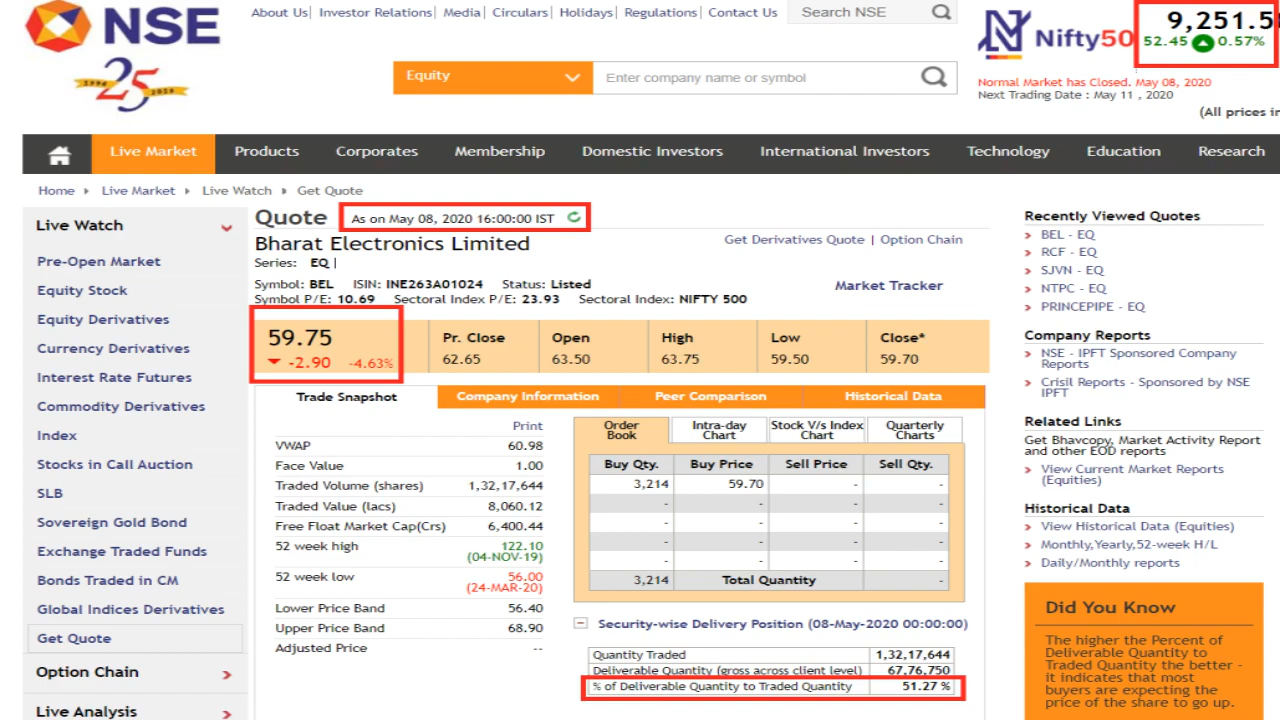 NSE
1994 25 2019
About Us| Investor Relations| Media| Circulars| Holidays| Regulations| Contact Us
Search NSE
Equity
Enter company name or symbol
Nifty50
9,251.5
52.45 0.57%
Normal Market has Closed. May 08, 2020
Next Trading Date : May 11 , 2020
(All prices in
Live Market Products Corporates Membership Domestic Investors International Investors Technology Education Research
Home Live Market Live Watch Get Quote
Live Watch
Pre-Open Market
Equity Stock
Equity Derivatives
Currency Derivatives
Interest Rate Futures
Commodity Derivatives
Index
Stocks in Call Auction
SLB
Sovereign Gold Bond
Exchange Traded Funds
Bonds Traded in CM
Global Indices Derivatives
Get Quote
Option Chain
Live Analysis
Quote As on May 08, 2020 16:00:00 IST
Bharat Electronics Limited
Get Derivatives Quote | Option Chain
Series: EQ |
Symbol: BEL ISIN: INE263A01024 Status: Listed
Market Tracker
Symbol P/E: 10.69 Sectoral Index P/E: 23.93 Sectoral Index: NIFTY 500
59.75
-2.90 -4.63%
Pr. Close Open High Low Close*
62.65 63.50 63.75 59.50 59.70
Trade Snapshot Company Information Peer Comparison Historical Data
Print
VWAP 60.98
Face Value 1.00
Traded Volume (shares) 1,32,17,644
Traded Value (lacs) 8,060.12
Free Float Market Cap(Crs) 6,400.44
52 week high 122.10
(04-NOV-19)
52 week low 56.00
(24-MAR-20)
Lower Price Band 56.40
Upper Price Band 68.90
Adjusted Price --
Order Book
Intra-day Chart
Stock V/s Index Chart
Quarterly Charts
Buy Qty. Buy Price Sell Price Sell Qty.
3,214 59.70 - -
- - - -
- - - -
- - - -
- - - -
3,214 Total Quantity -
Security-wise Delivery Position (08-May-2020 00:00:00)
Quantity Traded 1,32,17,644
Deliverable Quantity (gross across client level) 67,76,750
% of Deliverable Quantity to Traded Quantity 51.27 %
Recently Viewed Quotes
BEL - EQ
RCF - EQ
SJVN - EQ
NTPC - EQ
PRINCEPIPE - EQ
Company Reports
NSE - IPFT Sponsored Company
Reports
Crisil Reports - Sponsored by NSE
IPFT
Related Links
Get Bhavcopy, Market Activity Report
and other EOD reports
View Current Market Reports
(Equities)
Historical Data
View Historical Data (Equities)
Monthly,Yearly,52-week H/L
Daily/Monthly reports
Did You Know
The higher the Percent of
Deliverable Quantity to
Traded Quantity the better -
it indicates that most
buyers are expecting the
price of the share to go up.